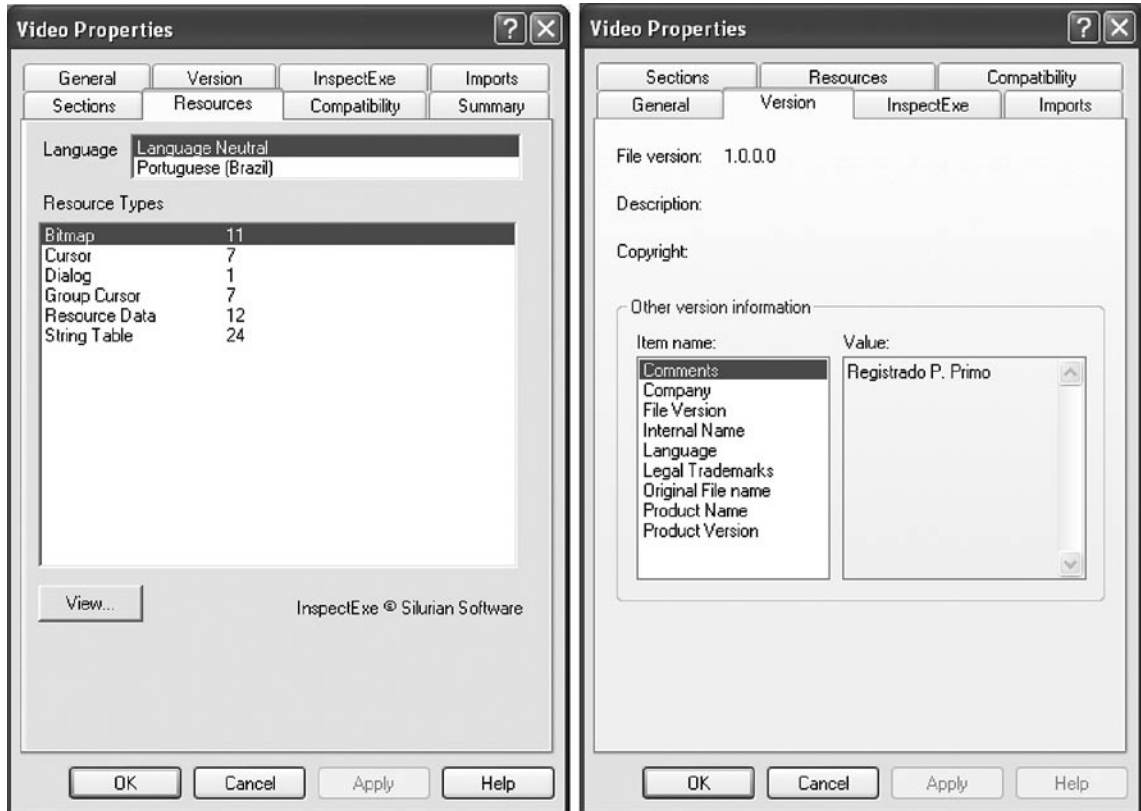 Video Properties
General Version InspectExe Imports
Sections Resources Compatibility Summary
Language Language Neutral
Portuguese (Brazil)
Resource Types
Bitmap 11
Cursor 7
Dialog 1
Group Cursor 7
Resource Data 12
String Table 24
View...
InspectExe © Silurian Software
OK Cancel Apply Help
Video Properties
Sections Resources Compatibility
General Version InspectExe Imports
File version: 1.0.0.0
Description:
Copyright:
Other version information
Item name: Value:
Comments Registrado P. Primo
Company
File Version
Internal Name
Language
Legal Trademarks
Original File name
Product Name
Product Version
OK Cancel Apply Help